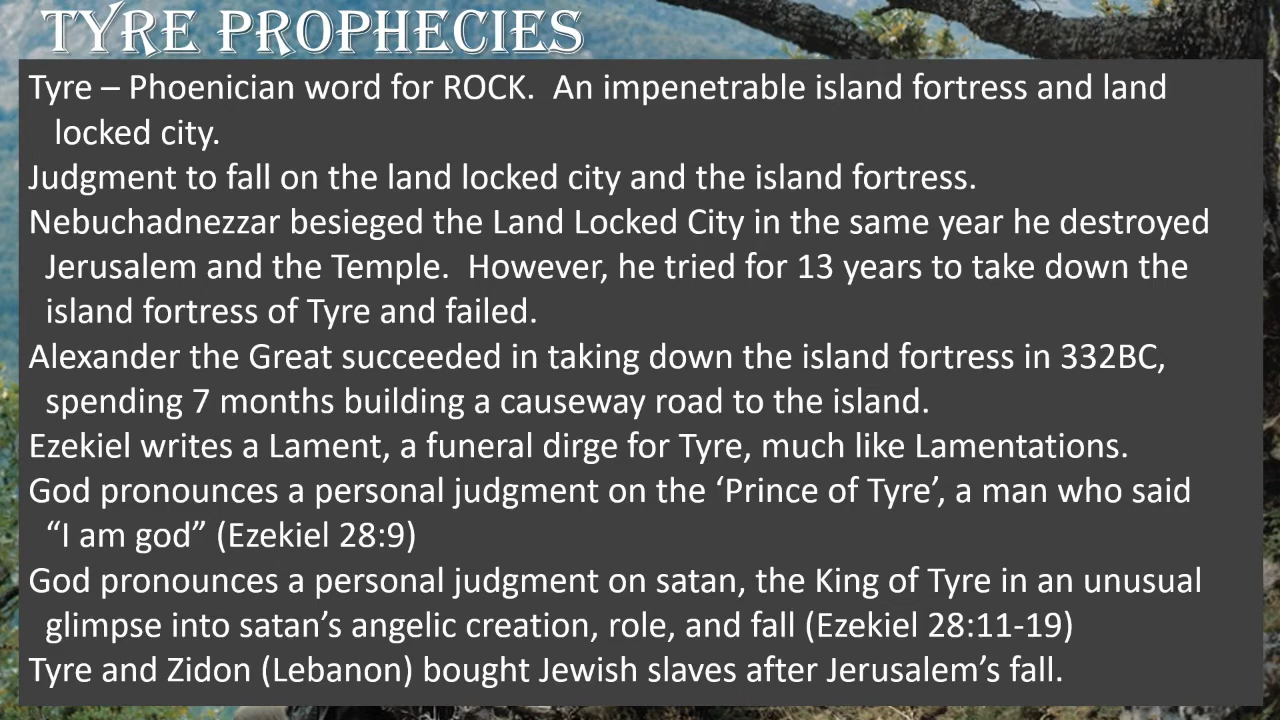 TYRE PROPHECIES
Tyre – Phoenician word for ROCK.  An impenetrable island fortress and land
locked city.
Judgment to fall on the land locked city and the island fortress.
Nebuchadnezzar besieged the Land Locked City in the same year he destroyed
Jerusalem and the Temple.  However, he tried for 13 years to take down the
island fortress of Tyre and failed.
Alexander the Great succeeded in taking down the island fortress in 332BC,
spending 7 months building a causeway road to the island.
Ezekiel writes a Lament, a funeral dirge for Tyre, much like Lamentations.
God pronounces a personal judgment on the ‘Prince of Tyre’, a man who said
“I am god” (Ezekiel 28:9)
God pronounces a personal judgment on satan, the King of Tyre in an unusual
glimpse into satan’s angelic creation, role, and fall (Ezekiel 28:11-19)
Tyre and Zidon (Lebanon) bought Jewish slaves after Jerusalem’s fall.